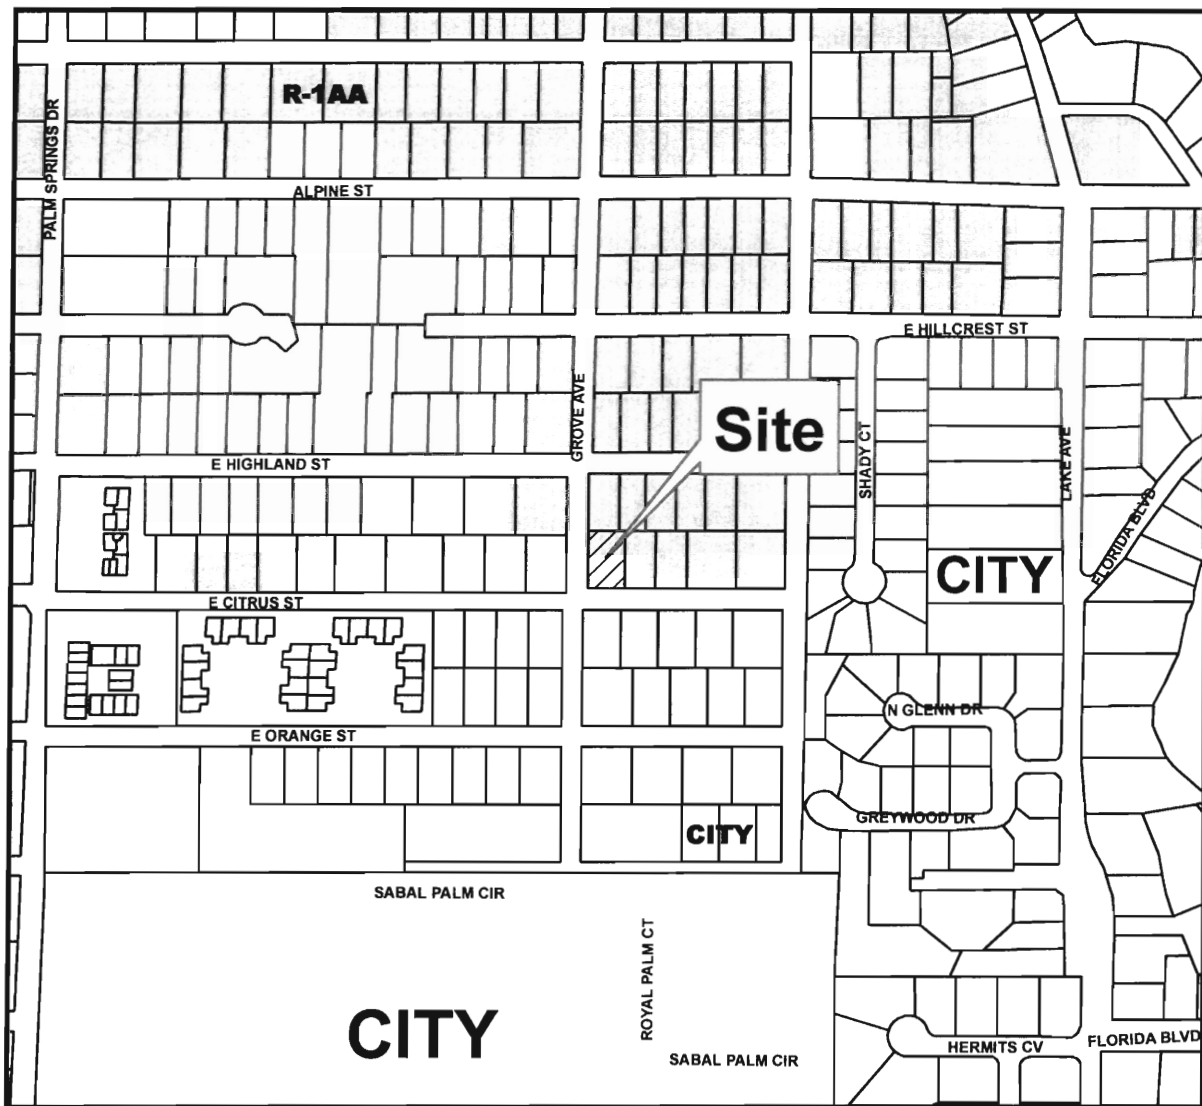 R-1AA
PALM SPRINGS DR
ALPINE ST
E HILLCREST ST
GROVE AVE
Site
SHADY CT
LAKE AVE
E HIGHLAND ST
FLORIDA BLVD
CITY
E CITRUS ST
N GLENN DR
E ORANGE ST
GREYWOOD DR
CITY
SABAL PALM CIR
ROYAL PALM CT
CITY
HERMITS CV
FLORIDA BLVD
SABAL PALM CIR